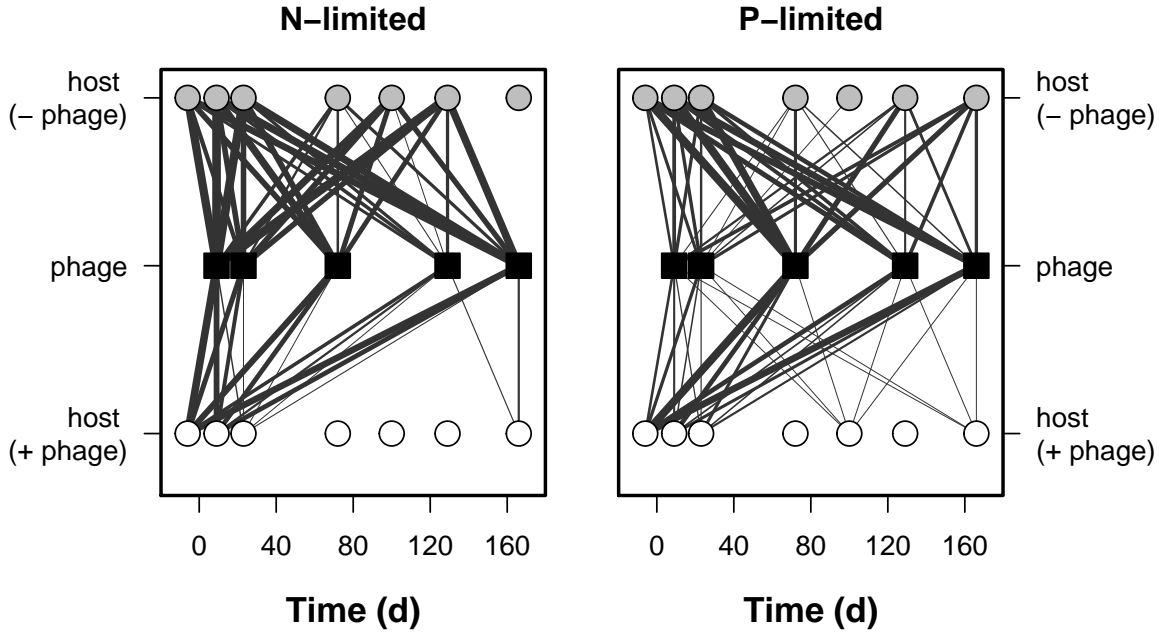 N−limited
P−limited
host
(− phage)
phage
host
(+ phage)
host
(− phage)
phage
host
(+ phage)
0 40 80 120 160
0 40 80 120 160
Time (d)
Time (d)